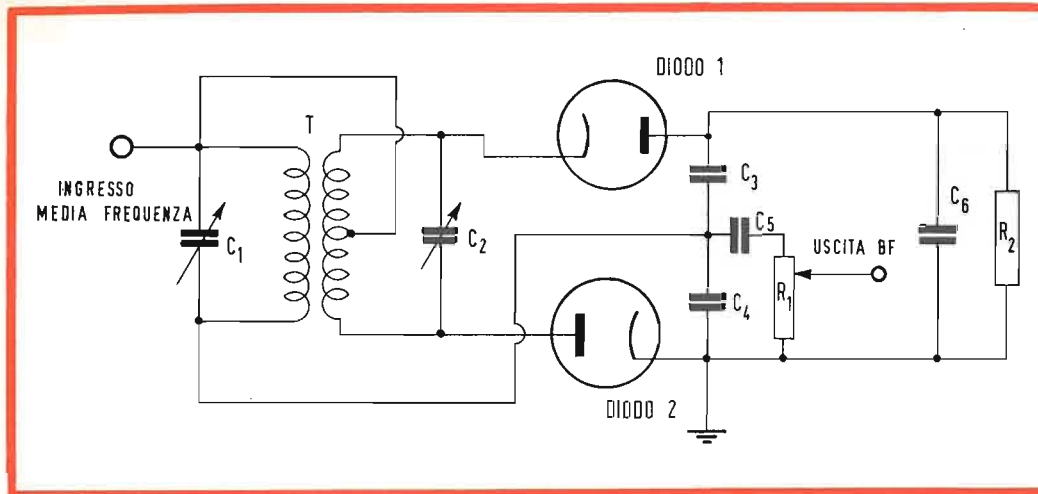 DIODO 1
T
INGRESSO
MEDIA FREQUENZA
C1
C2
C3
C5
C6
R2
USCITA BF
R1
C4
DIODO 2